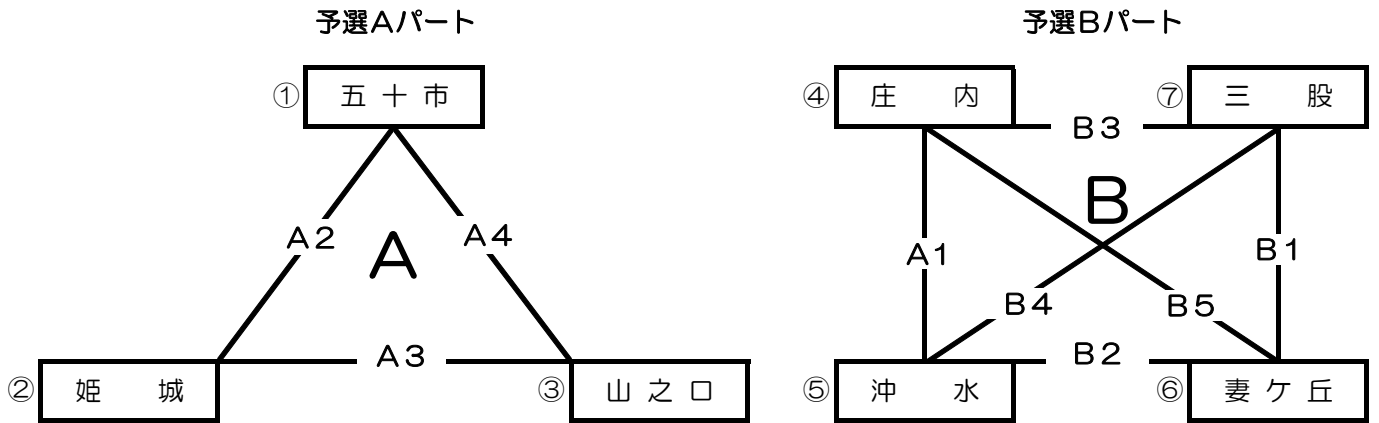 予選Aパート
① 五十市
A2
A4
A
② 姫城
A3
③ 山之口
予選Bパート
④ 庄内
⑦ 三股
B3
B
A1
B1
B4
B5
⑤ 沖水
B2
⑥ 妻ケ丘